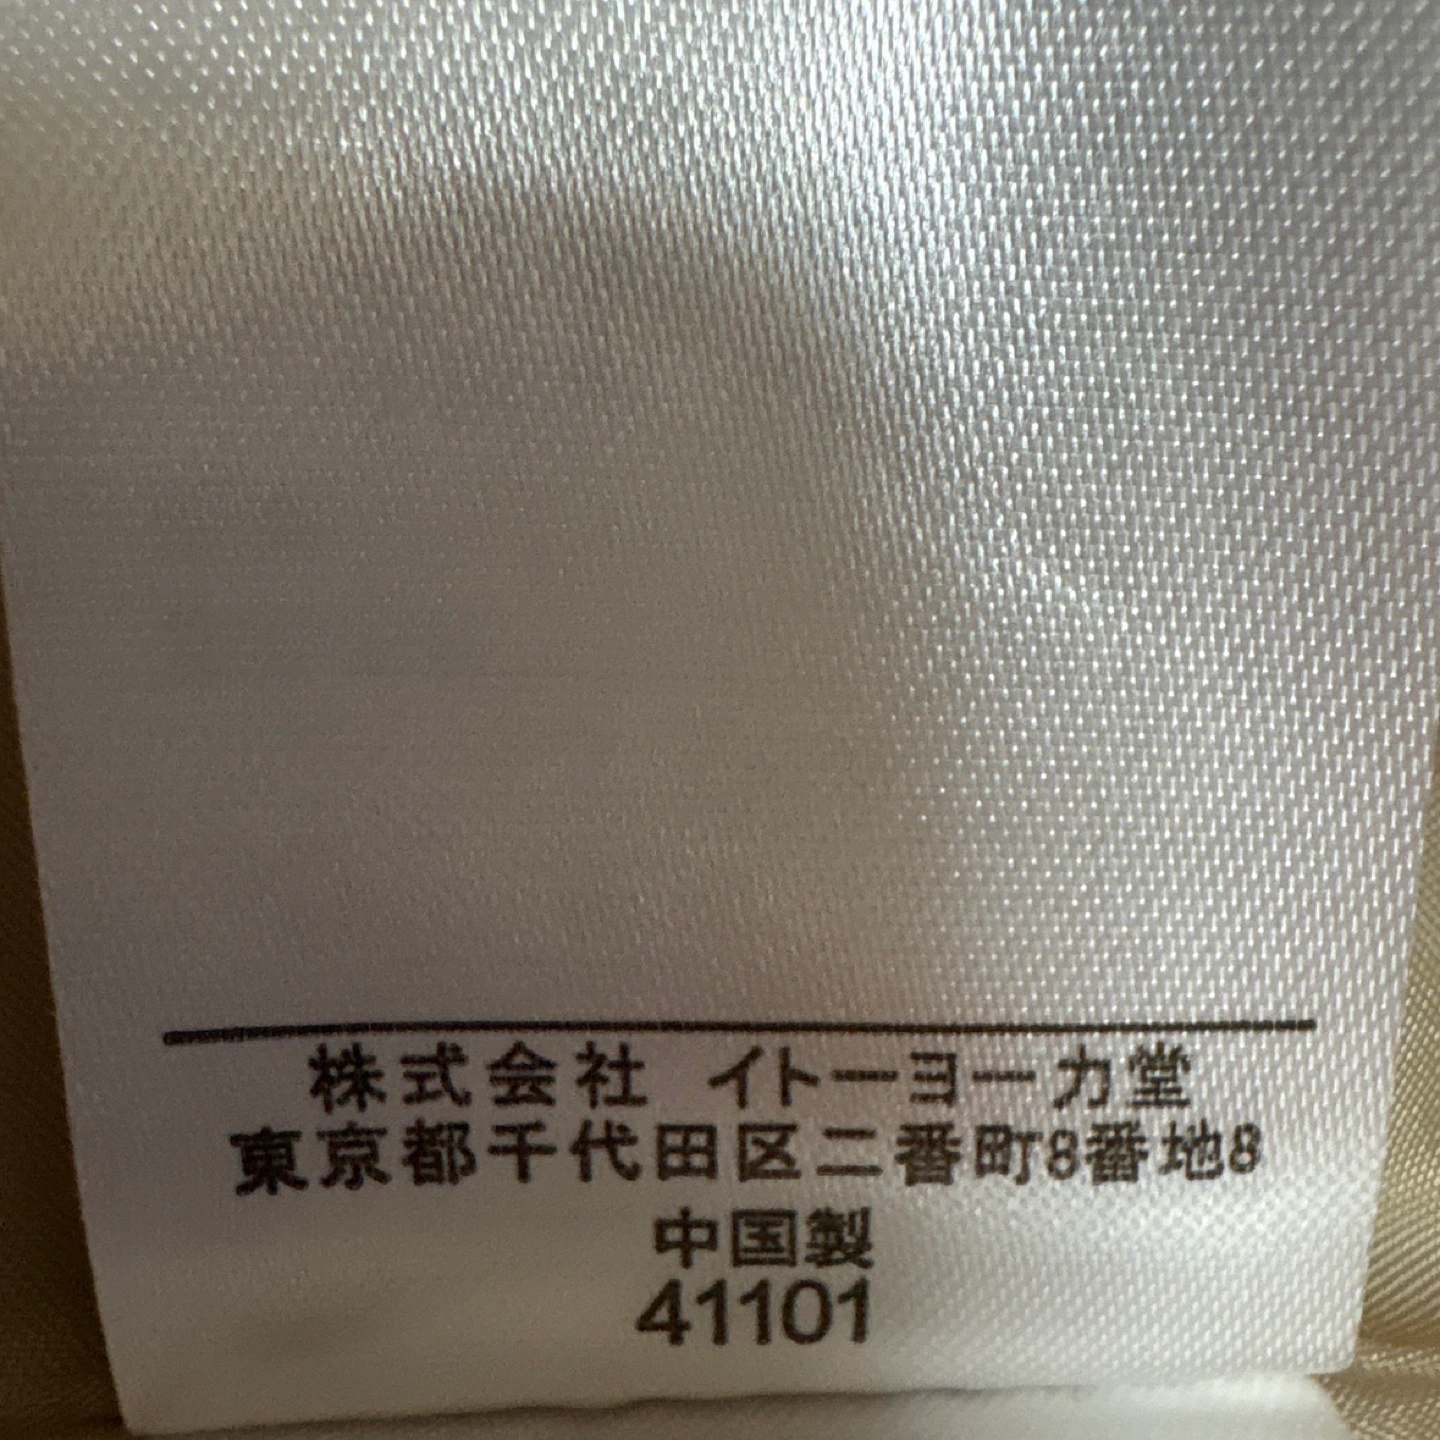 株式会社 イトーヨーカ堂
東京都千代田区二番町8番地8
中国製
41101